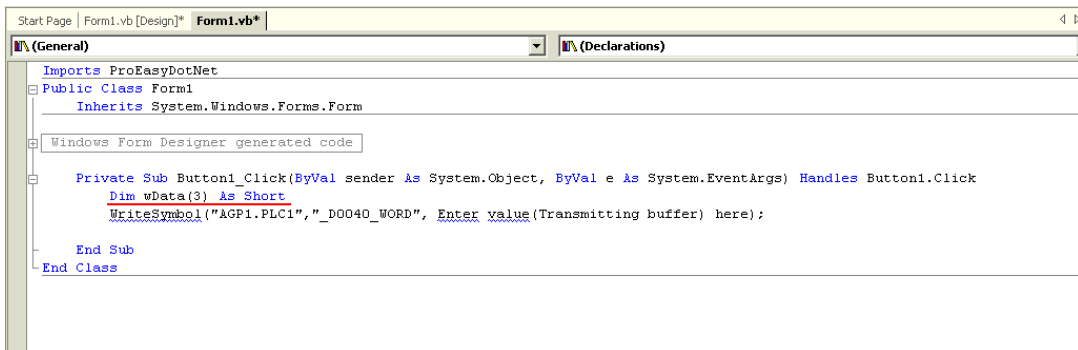 Start Page Form1.vb [Design]* Form1.vb*
(General) (Declarations)
Imports ProEasyDotNet
Public Class Form1
Inherits System.Windows.Forms.Form
Windows Form Designer generated code
Private Sub Button1_Click(ByVal sender As System.Object, ByVal e As System.EventArgs) Handles Button1.Click
Dim wData(3) As Short
WriteSymbol("AGP1.PLC1","_D0040_WORD", Enter value(Transmitting buffer) here);
End Sub
End Class